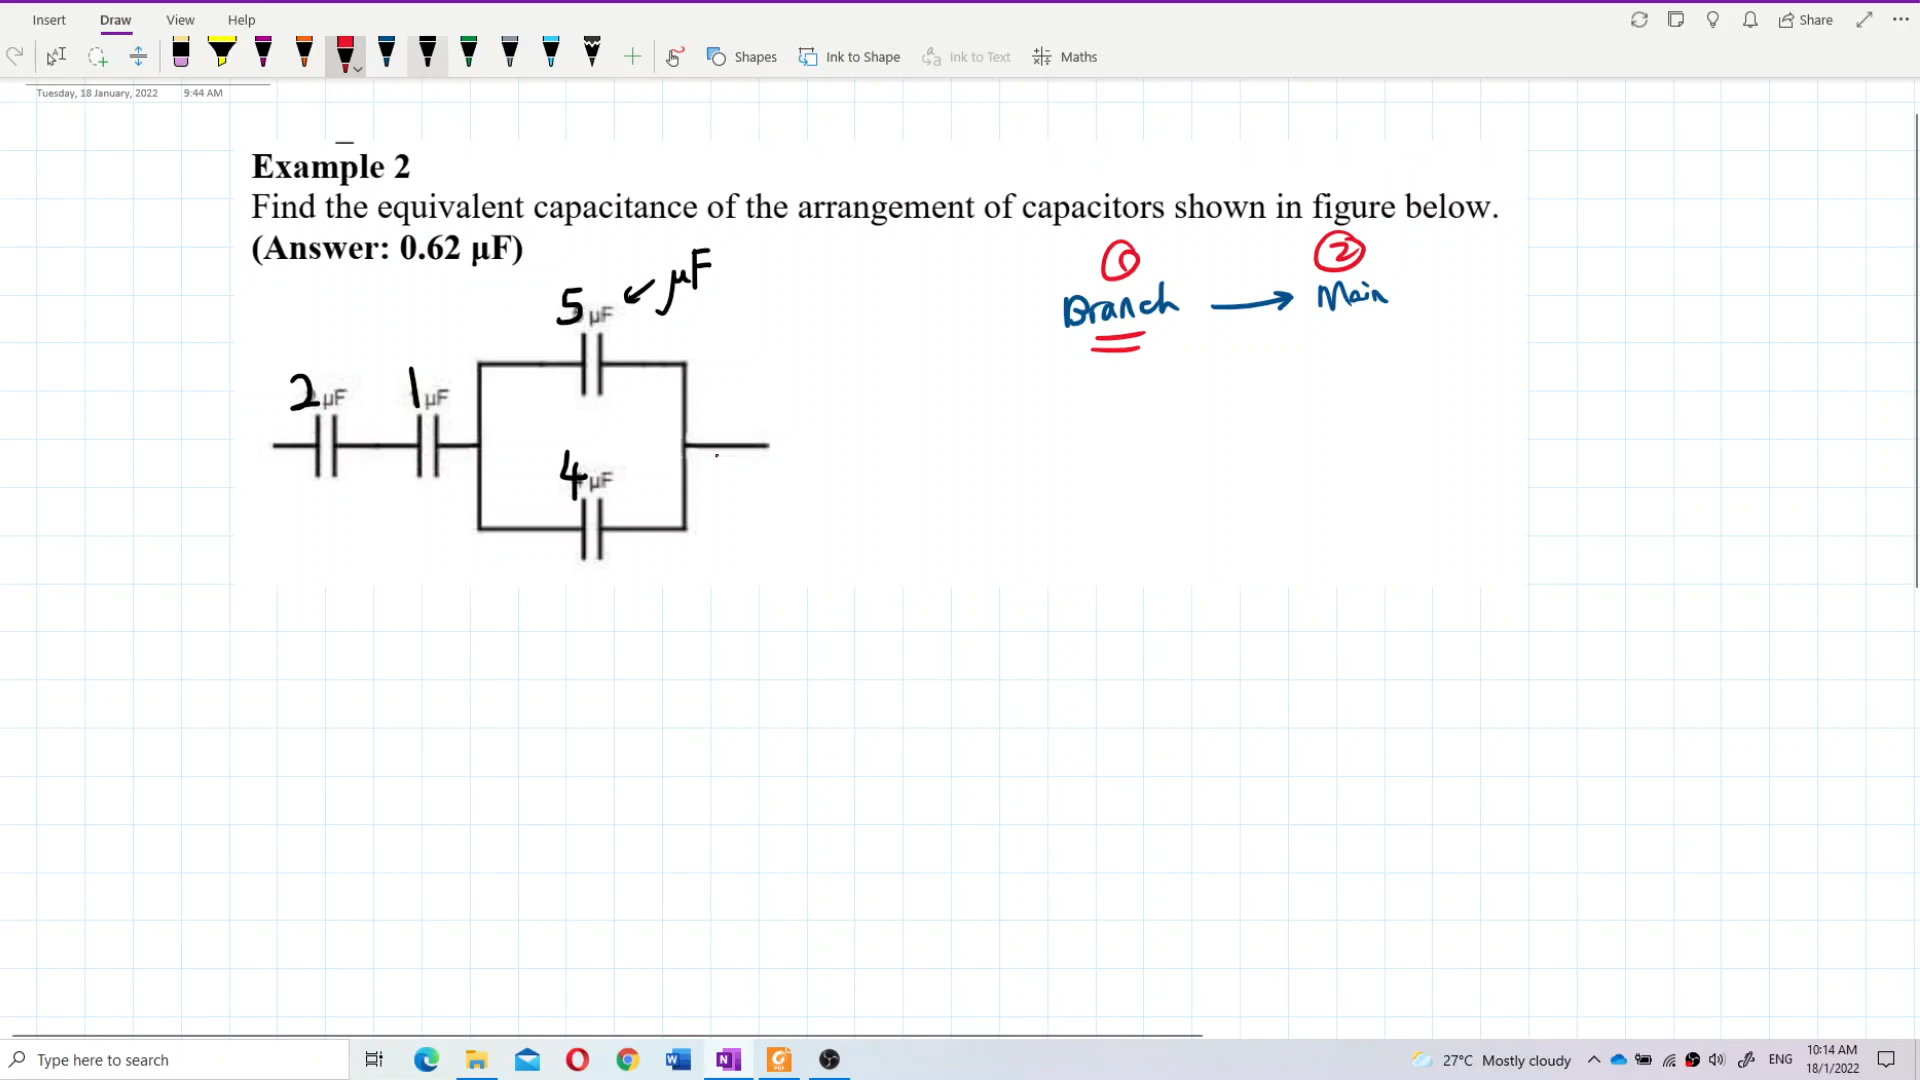 Insert Draw View Help
Share
Shapes Ink to Shape Ink to Text Maths
Tuesday, 18 January, 2022 9:44 AM
Example 2
Find the equivalent capacitance of the arrangement of capacitors shown in figure below.
(Answer: 0.62 μF)
① ②
Branch → Main
μF
5 μF
2 μF 1 μF
4 μF
Type here to search
27°C Mostly cloudy
ENG
10:14 AM
18/1/2022